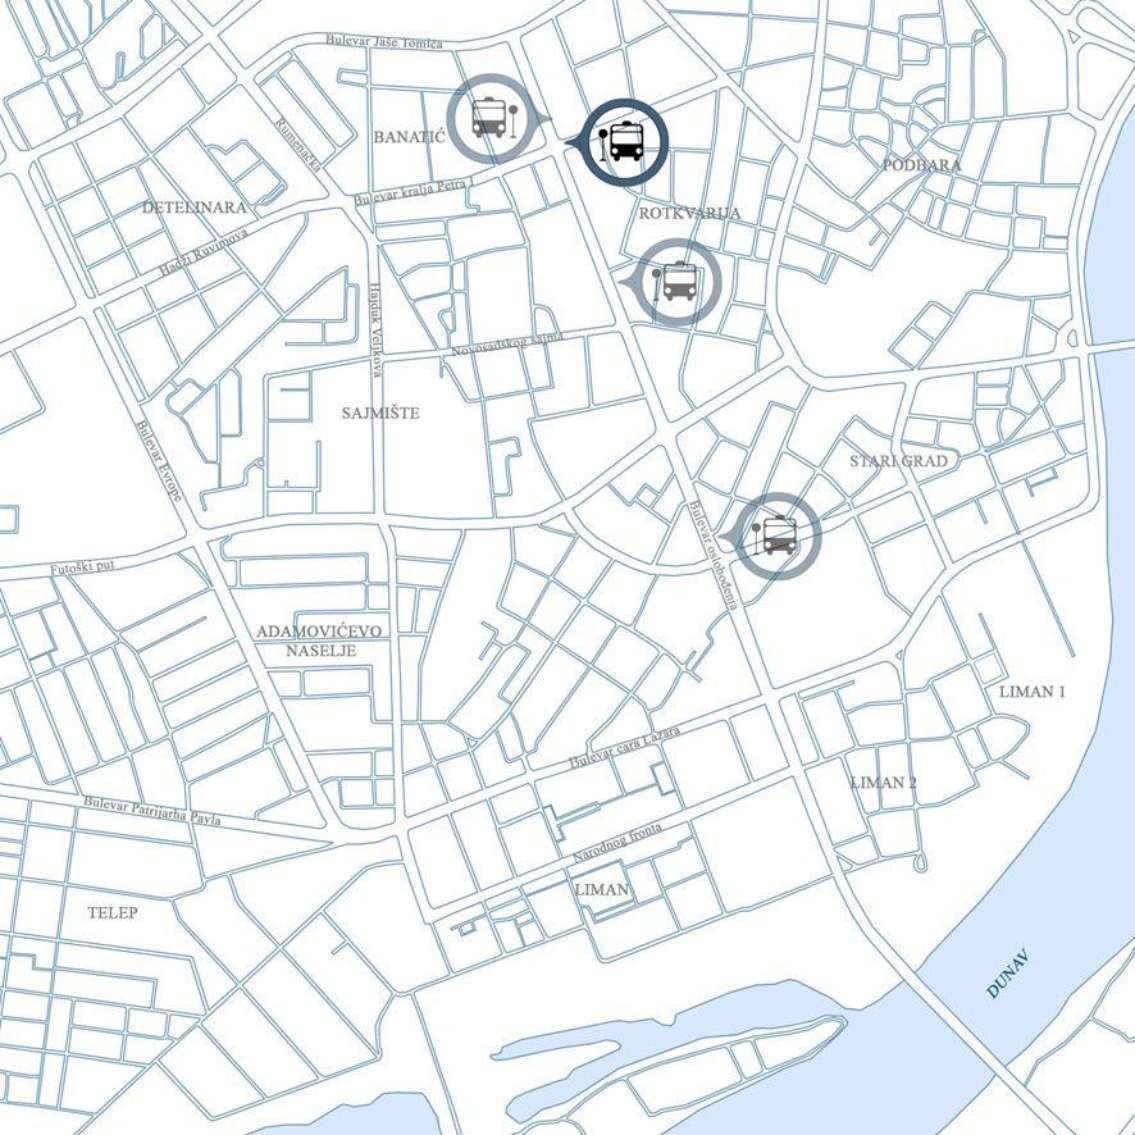 Bulevar Jaše Tomića
Rumenačka
BANATIĆ
PODBARA
Bulevar kralja Petra I
DETELINARA
ROTKVARIJA
Hadži Ruvimova
Hajduk Veljkova
Novosadskog sajma
SAJMIŠTE
Bulevar Evrope
STARI GRAD
Bulevar oslobođenja
Futoški put
ADAMOVIĆEVO
NASELJE
LIMAN 1
Bulevar cara Lazara
LIMAN 2
Bulevar Patrijarha Pavla
Narodnog fronta
LIMAN
TELEP
DUNAV